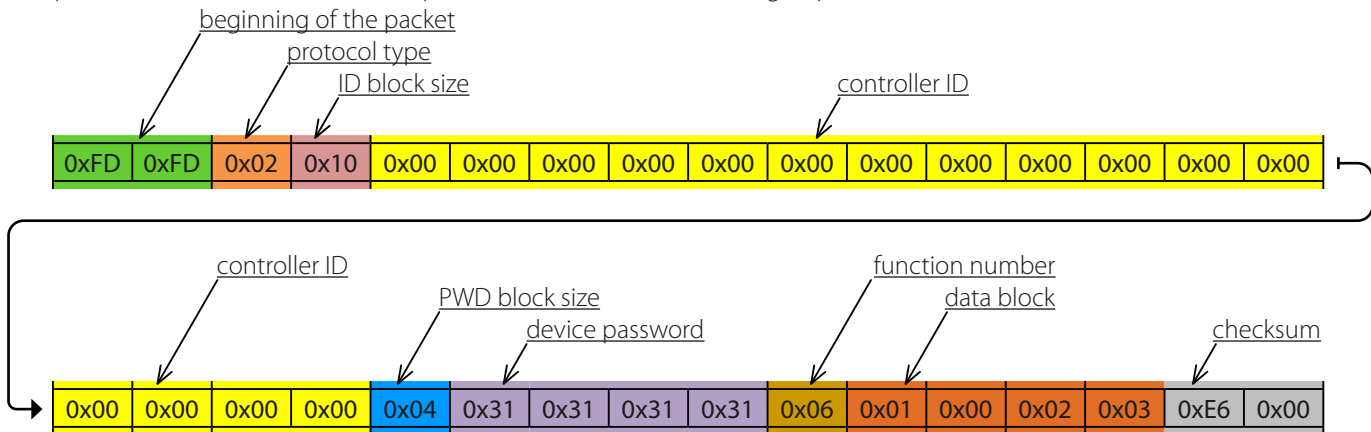 beginning of the packet
protocol type
ID block size
controller ID
0xFD 0xFD 0x02 0x10 0x00 0x00 0x00 0x00 0x00 0x00 0x00 0x00 0x00 0x00 0x00 0x00
controller ID
function number
PWD block size
data block
device password
checksum
0x00 0x00 0x00 0x00 0x04 0x31 0x31 0x31 0x31 0x06 0x01 0x00 0x02 0x03 0xE6 0x00